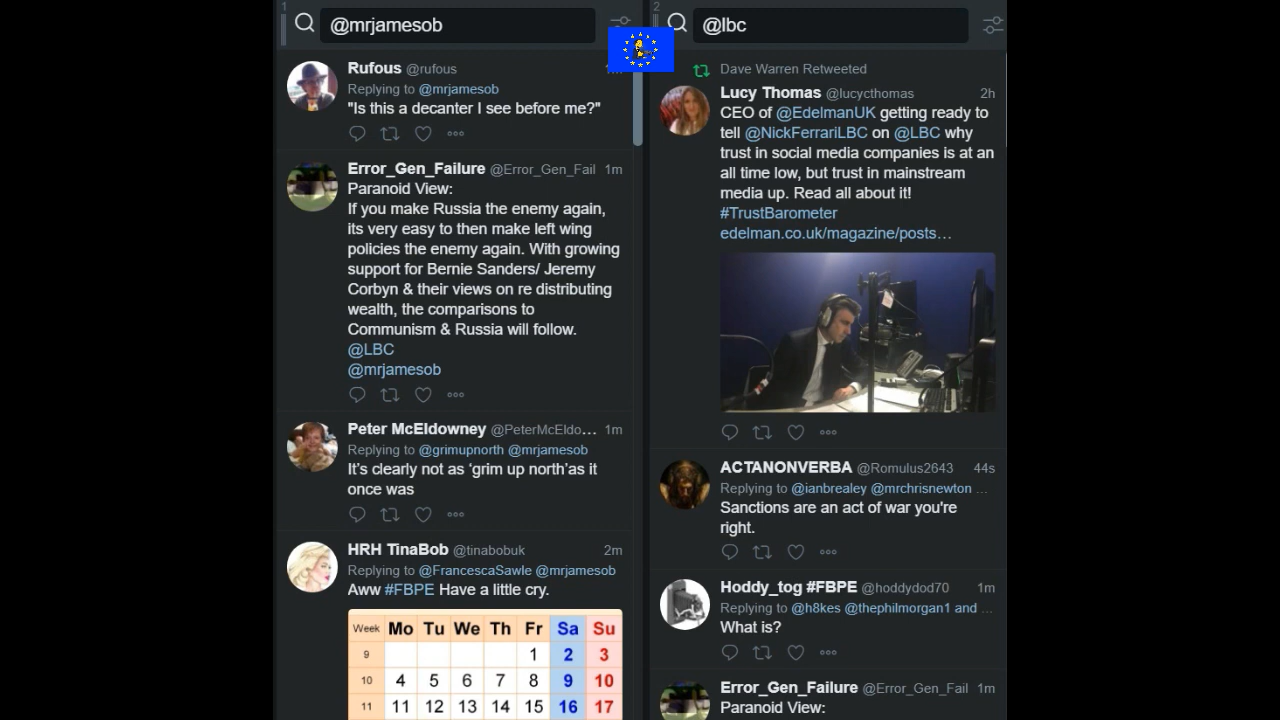 1
@mrjamesob
Rufous @rufous
Replying to @mrjamesob
"Is this a decanter I see before me?"
Error_Gen_Failure @Error_Gen_Fail 1m
Paranoid View:
If you make Russia the enemy again,
its very easy to then make left wing
policies the enemy again. With growing
support for Bernie Sanders/ Jeremy
Corbyn & their views on re distributing
wealth, the comparisons to
Communism & Russia will follow.
@LBC
@mrjamesob
Peter McEldowney @PeterMcEldo... 1m
Replying to @grimupnorth @mrjamesob
It's clearly not as ‘grim up north’as it
once was
HRH TinaBob @tinabobuk 2m
Replying to @FrancescaSawle @mrjamesob
Aww #FBPE Have a little cry.
Week Mo Tu We Th Fr Sa Su
9 1 2 3
10 4 5 6 7 8 9 10
11 11 12 13 14 15 16 17
2
@lbc
Dave Warren Retweeted
Lucy Thomas @lucycthomas 2h
CEO of @EdelmanUK getting ready to
tell @NickFerrariLBC on @LBC why
trust in social media companies is at an
all time low, but trust in mainstream
media up. Read all about it!
#TrustBarometer
edelman.co.uk/magazine/posts…
ACTANONVERBA @Romulus2643 44s
Replying to @ianbrealey @mrchrisnewton ...
Sanctions are an act of war you're
right.
Hoddy_tog #FBPE @hoddydod70 1m
Replying to @h8kes @thephilmorgan1 and ...
What is?
Error_Gen_Failure @Error_Gen_Fail 1m
Paranoid View: